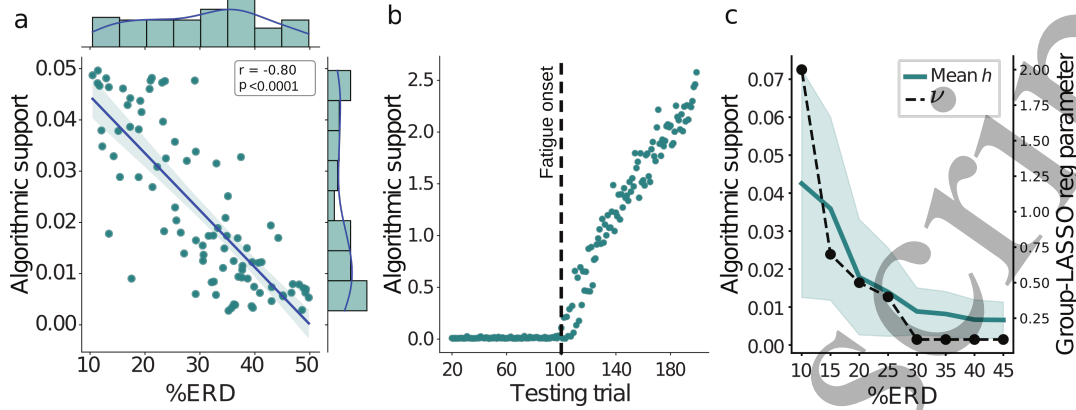 a
r = -0.80
p<0.0001
Algorithmic support
0.05
0.04
0.03
0.02
0.01
0.00
10 20 30 40 50
%ERD
b
Fatigue onset
Algorithmic support
2.5
2.0
1.5
1.0
0.5
0.0
20 60 100 140 180
Testing trial
c
Mean h
ν
Algorithmic support
0.07
0.06
0.05
0.04
0.03
0.02
0.01
0.00
10 15 20 25 30 35 40 45
%ERD
2.00
1.75
1.50
1.25
1.00
0.75
0.50
0.25
Group-LASSO reg parameter
scrip